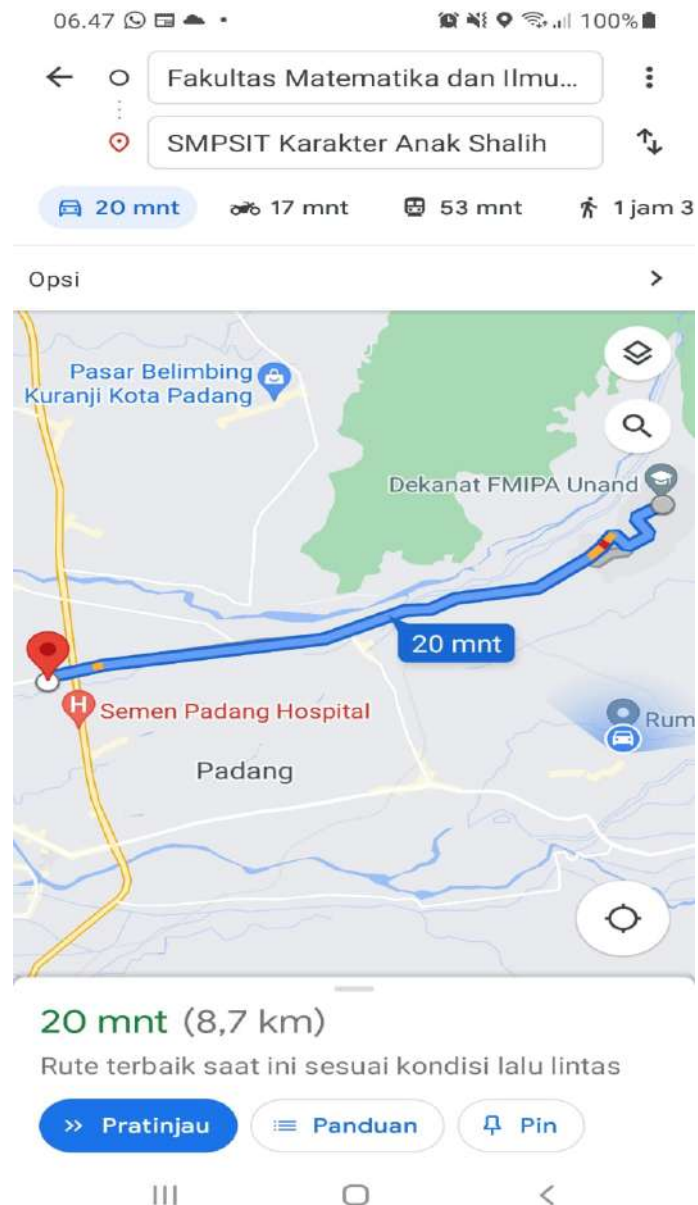 06.47
100%
Fakultas Matematika dan Ilmu...
SMPSIT Karakter Anak Shalih
20 mnt
17 mnt
53 mnt
1 jam 3
Opsi
Pasar Belimbing
Kuranji Kota Padang
Dekanat FMIPA Unand
20 mnt
H
Semen Padang Hospital
Rum
Padang
20 mnt (8,7 km)
Rute terbaik saat ini sesuai kondisi lalu lintas
Pratinjau
Panduan
Pin